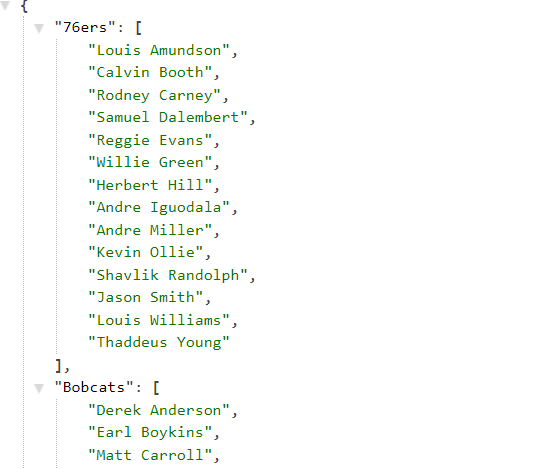 {
"76ers": [
"Louis Amundson",
"Calvin Booth",
"Rodney Carney",
"Samuel Dalembert",
"Reggie Evans",
"Willie Green",
"Herbert Hill",
"Andre Iguodala",
"Andre Miller",
"Kevin Ollie",
"Shavlik Randolph",
"Jason Smith",
"Louis Williams",
"Thaddeus Young"
],
"Bobcats": [
"Derek Anderson",
"Earl Boykins",
"Matt Carroll",